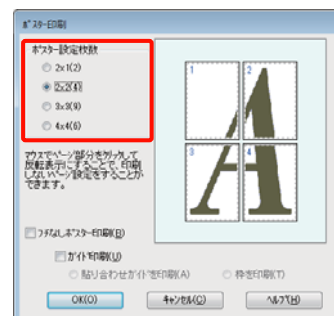 ポスター印刷
ポスター設定枚数
2x1(2)
2x2(4)
3x3(9)
4x4(6)
1 2
3 4
マウスでページ部分をクリックして
反転表示にすることで、印刷
しないページ設定をすることが
できます。
フチなしポスター印刷(B)
ガイド印刷(U)
貼り合わせガイドを印刷(A) 枠を印刷(T)
OK(O) キャンセル(C) ヘルプ(H)